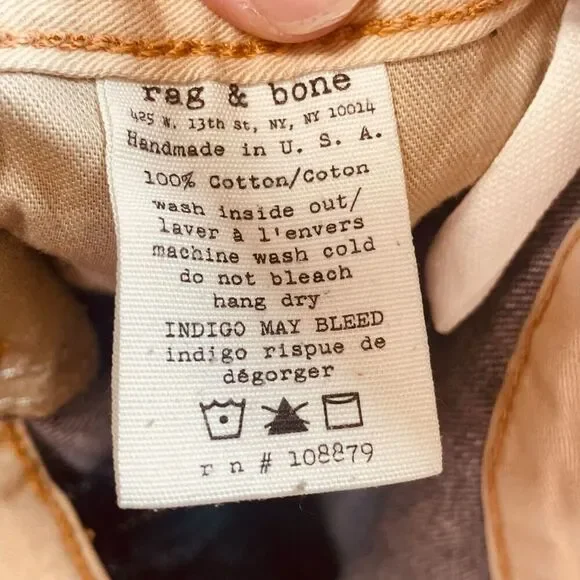 rag & bone
425 W. 13th st, NY, NY 10014
Handmade in U. S. A.
100% Cotton/Coton
wash inside out/
laver à l'envers
machine wash cold
do not bleach
hang dry
INDIGO MAY BLEED
indigo risque de
dégorger
r n # 108879